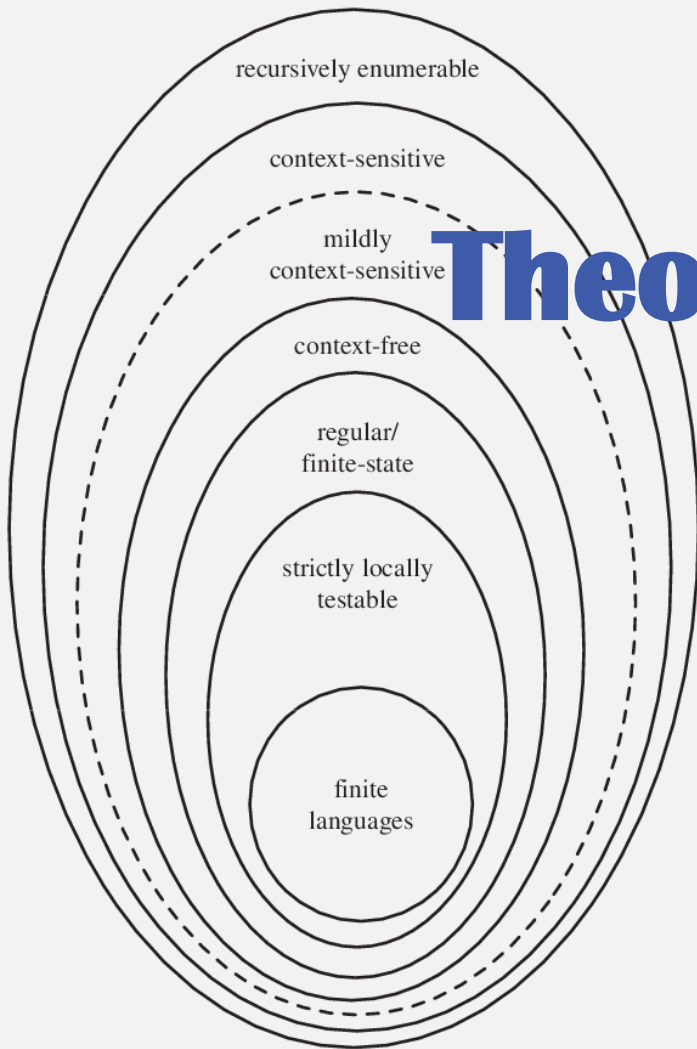 recursively enumerable
context-sensitive
mildly
context-sensitive
Theo
context-free
regular/
finite-state
strictly locally
testable
finite
languages